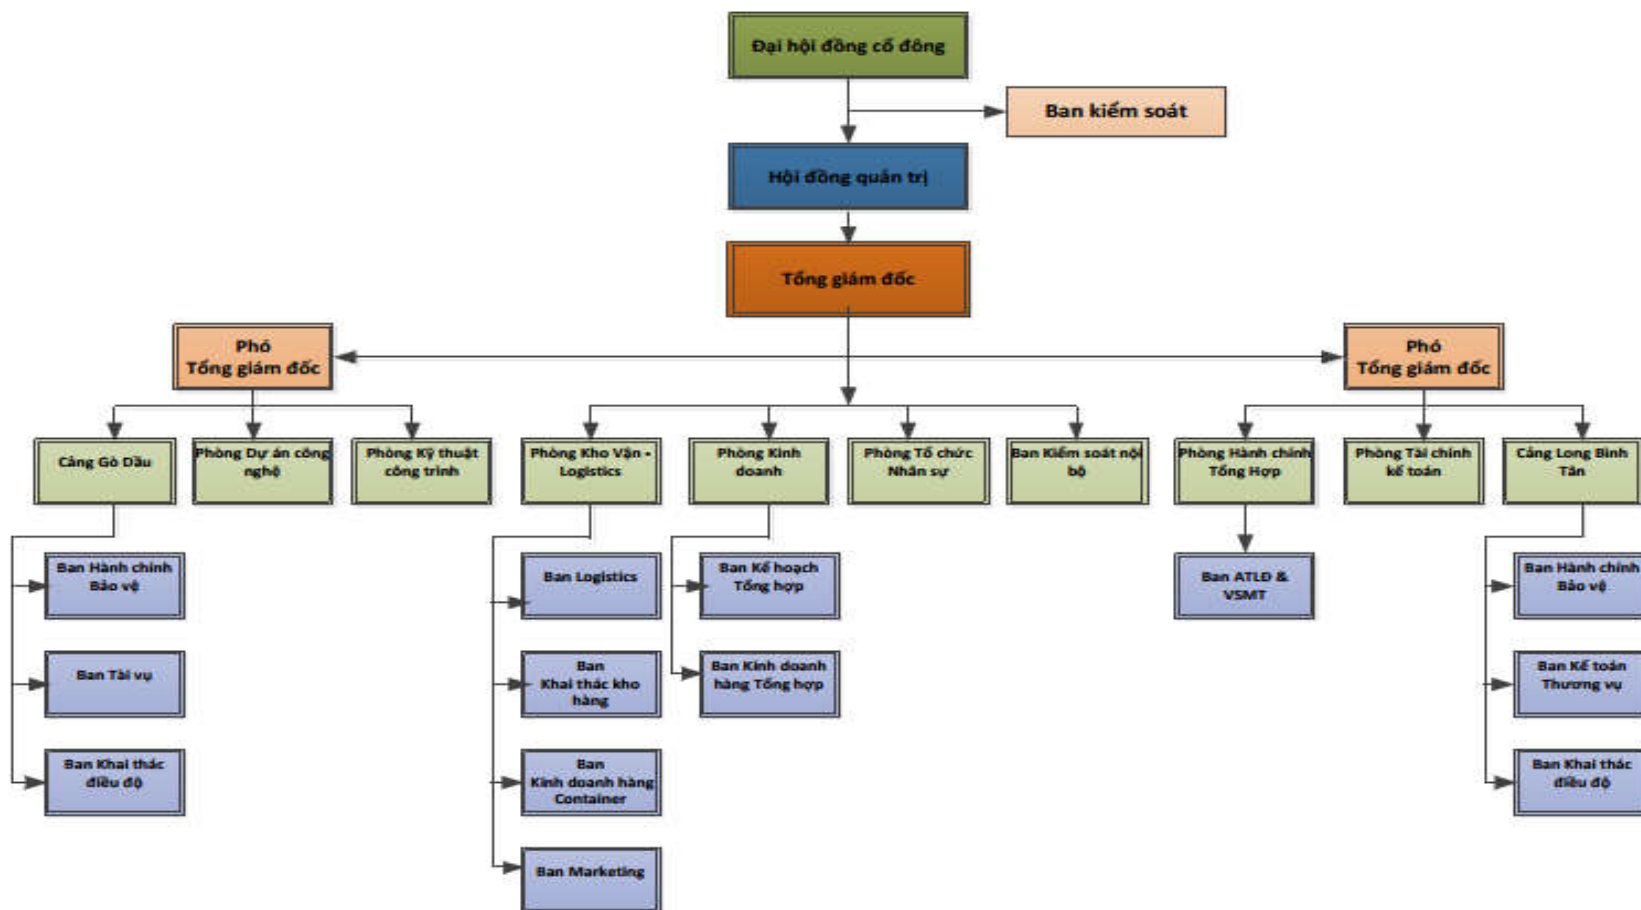 Đại hội đồng cổ đông
Ban kiểm soát
Hội đồng quản trị
Tổng giám đốc
Phó
Tổng giám đốc
Phó
Tổng giám đốc
Cảng Gò Dầu
Phòng Dự án công
nghệ
Phòng Kỹ thuật
công trình
Phòng Kho Vận -
Logistics
Phòng Kinh
doanh
Phòng Tổ chức
Nhân sự
Ban Kiểm soát nội
bộ
Phòng Hành chính
Tổng Hợp
Phòng Tài chính
kế toán
Cảng Long Bình
Tân
Ban Hành chính
Bảo vệ
Ban Tài vụ
Ban Khai thác
điều độ
Ban Logistics
Ban
Khai thác kho
hàng
Ban
Kinh doanh hàng
Container
Ban Marketing
Ban Kế hoạch
Tổng hợp
Ban Kinh doanh
hàng Tổng hợp
Ban ATLĐ &
VSMT
Ban Hành chính
Bảo vệ
Ban Kế toán
Thương vụ
Ban Khai thác
điều độ